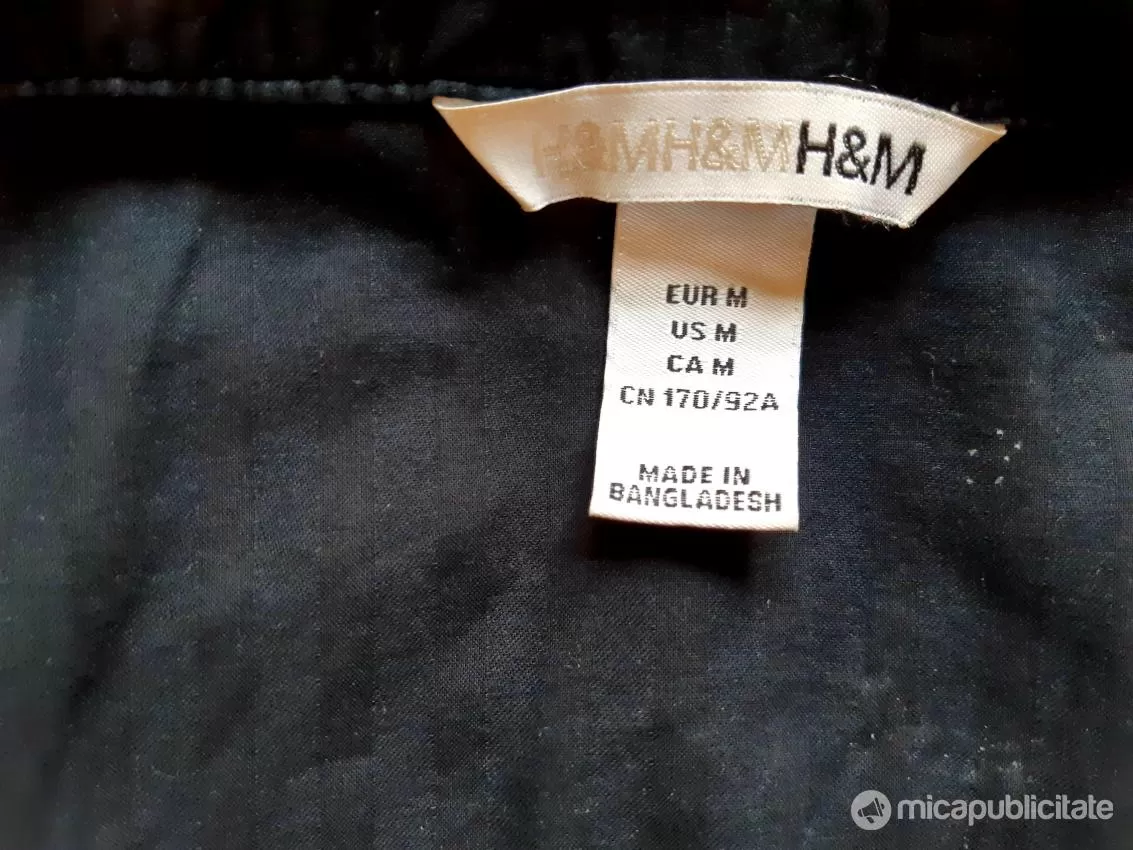 H&MH&MH&M
EUR M
US M
CA M
CN 170/92A
MADE IN
BANGLADESH
micapublicitate